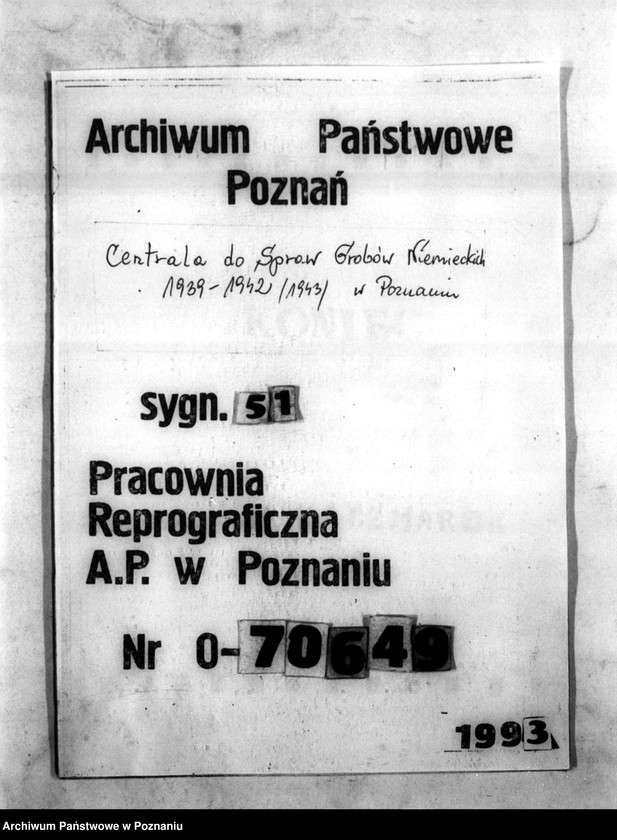 Archiwum Państwowe
Poznań
Centrala do Spraw Grobów Niemieckich
1939-1942 /1943/ w Poznaniu
sygn. 51
Pracownia
Reprograficzna
A.P. w Poznaniu
Nr O-70649
1993
Archiwum Państwowe w Poznaniu